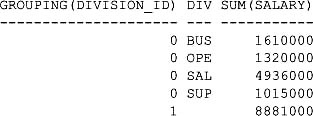 GROUPING(DIVISION_ID) DIV SUM(SALARY)
--------------------- --- -----------
                    0 BUS     1610000
                    0 OPE     1320000
                    0 SAL     4936000
                    0 SUP     1015000
                    1         8881000